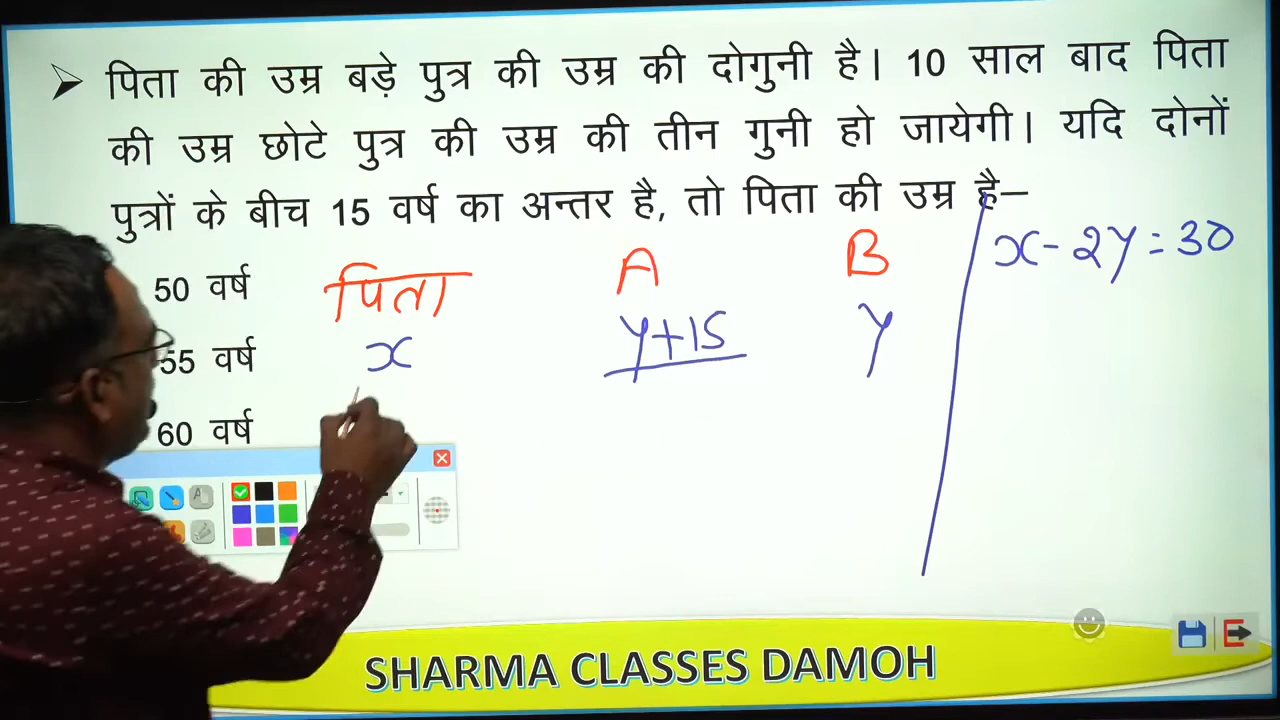 पिता की उम्र बड़े पुत्र की उम्र की दोगुनी है। 10 साल बाद पिता
की उम्र छोटे पुत्र की उम्र की तीन गुनी हो जायेगी। यदि दोनों
पुत्रों के बीच 15 वर्ष का अन्तर है, तो पिता की उम्र है–
x - 2y = 30
पिता A B
50 वर्ष
x y+15 y
55 वर्ष
60 वर्ष
A
SHARMA CLASSES DAMOH